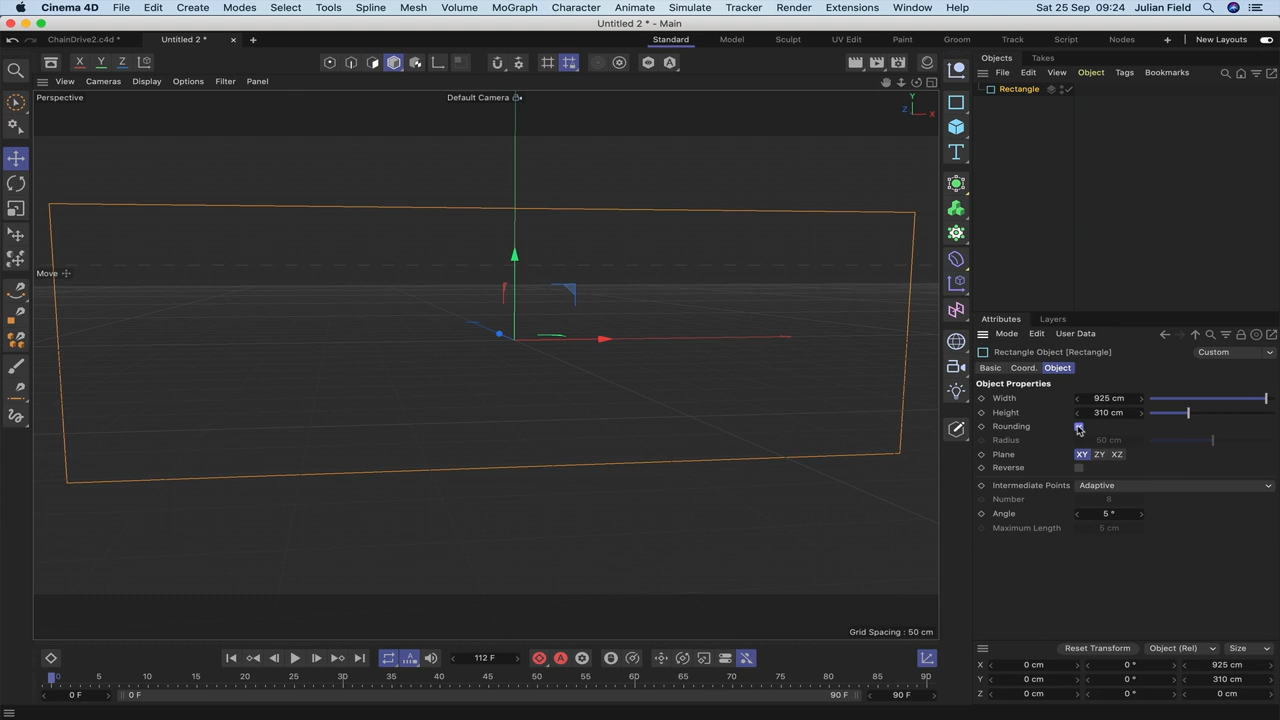 Cinema 4D File Edit Create Modes Select Tools Mesh Spline Volume MoGraph Character Animate Simulate Tracker Render Extensions Window Help Sat 25 Sep 09:24 Julian Field
Untitled 2 * - Main
ChainDrive2.c4d * Untitled 2 * Standard Model Sculpt UV Edit Paint Groom Track Script Nodes New Layouts
X Y Z
Objects Takes
File Edit View Object Tags Bookmarks
View Cameras Display Options Filter Panel
Rectangle
Perspective Default Camera
Y
Z X
Move
Attributes Layers
Mode Edit User Data
Rectangle Object [Rectangle] Custom
Basic Coord. Object
Object Properties
Width 925 cm
Height 310 cm
Rounding
Radius 50 cm
Plane XY ZY XZ
Reverse
Intermediate Points Adaptive
Number 8
Angle 5 °
Maximum Length 5 cm
Grid Spacing : 50 cm
112 F
0 5 10 15 20 25 30 35 40 45 50 55 60 65 70 75 80 85 90
0 F 0 F 90 F 90 F
Reset Transform Object (Rel) Size
X 0 cm 0 ° 925 cm
Y 0 cm 0 ° 310 cm
Z 0 cm 0 ° 0 cm